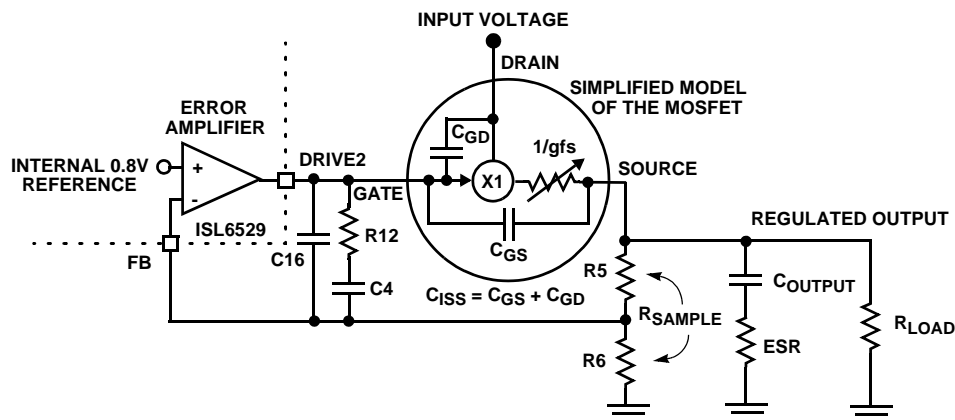 INPUT VOLTAGE
DRAIN
SIMPLIFIED MODEL
OF THE MOSFET
ERROR
AMPLIFIER
CGD
1/gfs
INTERNAL 0.8V
REFERENCE
+
-
DRIVE2
GATE
X1
SOURCE
ISL6529
FB
C16
R12
C4
CGS
CISS = CGS + CGD
REGULATED OUTPUT
R5
RSAMPLE
R6
COUTPUT
ESR
RLOAD